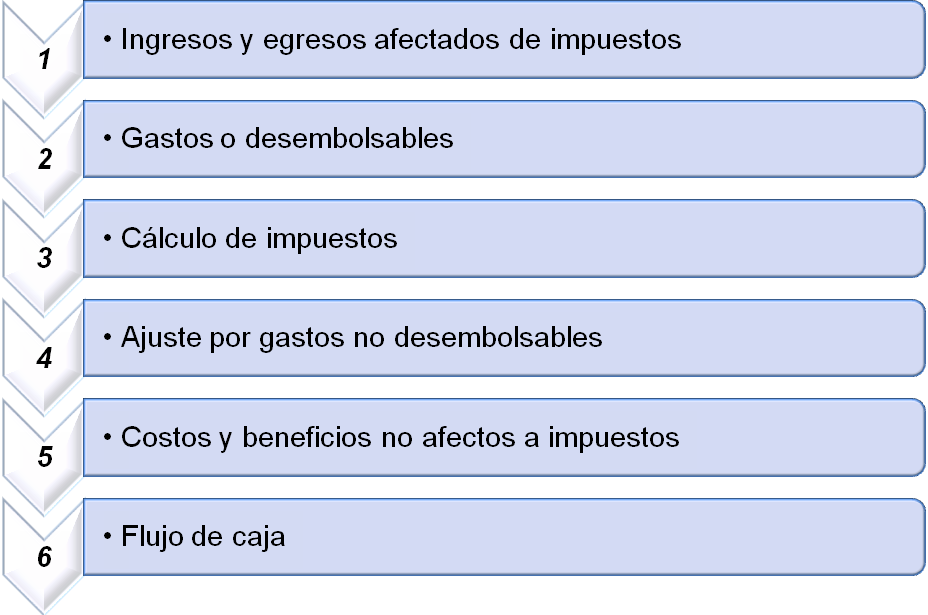 1 • Ingresos y egresos afectados de impuestos
2 • Gastos o desembolsables
3 • Cálculo de impuestos
4 • Ajuste por gastos no desembolsables
5 • Costos y beneficios no afectos a impuestos
6 • Flujo de caja